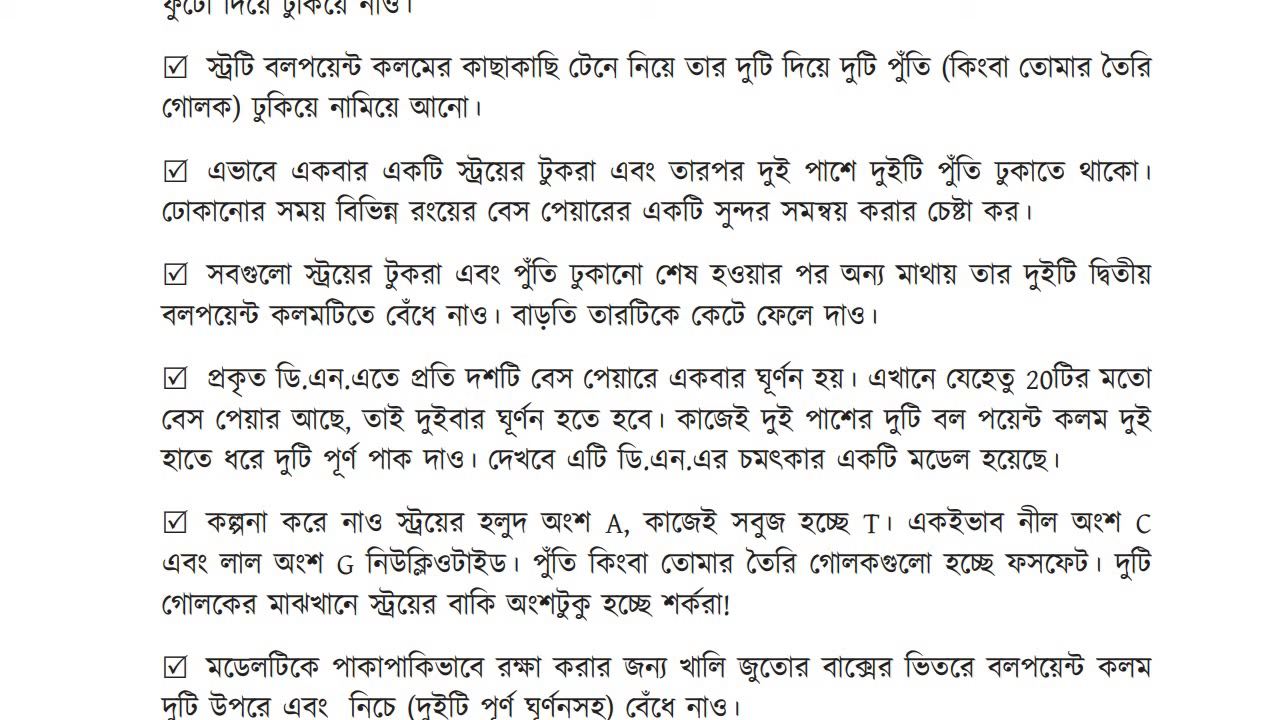 ফুটো দিয়ে ঢুকিয়ে নাও।
☑ স্ট্রটি বলপয়েন্ট কলমের কাছাকাছি টেনে নিয়ে তার দুটি দিয়ে দুটি পুঁতি (কিংবা তোমার তৈরি
গোলক) ঢুকিয়ে নামিয়ে আনো।
☑ এভাবে একবার একটি স্ট্রয়ের টুকরা এবং তারপর দুই পাশে দুইটি পুঁতি ঢুকাতে থাকো।
ঢোকানোর সময় বিভিন্ন রংয়ের বেস পেয়ারের একটি সুন্দর সমন্বয় করার চেষ্টা কর।
☑ সবগুলো স্ট্রয়ের টুকরা এবং পুঁতি ঢুকানো শেষ হওয়ার পর অন্য মাথায় তার দুইটি দ্বিতীয়
বলপয়েন্ট কলমটিতে বেঁধে নাও। বাড়তি তারটিকে কেটে ফেলে দাও।
☑ প্রকৃত ডি.এন.এতে প্রতি দশটি বেস পেয়ারে একবার ঘূর্ণন হয়। এখানে যেহেতু 20টির মতো
বেস পেয়ার আছে, তাই দুইবার ঘূর্ণন হতে হবে। কাজেই দুই পাশের দুটি বল পয়েন্ট কলম দুই
হাতে ধরে দুটি পূর্ণ পাক দাও। দেখবে এটি ডি.এন.এর চমৎকার একটি মডেল হয়েছে।
☑ কল্পনা করে নাও স্ট্রয়ের হলুদ অংশ A, কাজেই সবুজ হচ্ছে T। একইভাব নীল অংশ C
এবং লাল অংশ G নিউক্লিওটাইড। পুঁতি কিংবা তোমার তৈরি গোলকগুলো হচ্ছে ফসফেট। দুটি
গোলকের মাঝখানে স্ট্রয়ের বাকি অংশটুকু হচ্ছে শর্করা!
☑ মডেলটিকে পাকাপাকিভাবে রক্ষা করার জন্য খালি জুতোর বাক্সের ভিতরে বলপয়েন্ট কলম
দুটি উপরে এবং নিচে (দুইটি পূর্ণ ঘূর্ণনসহ) বেঁধে নাও।